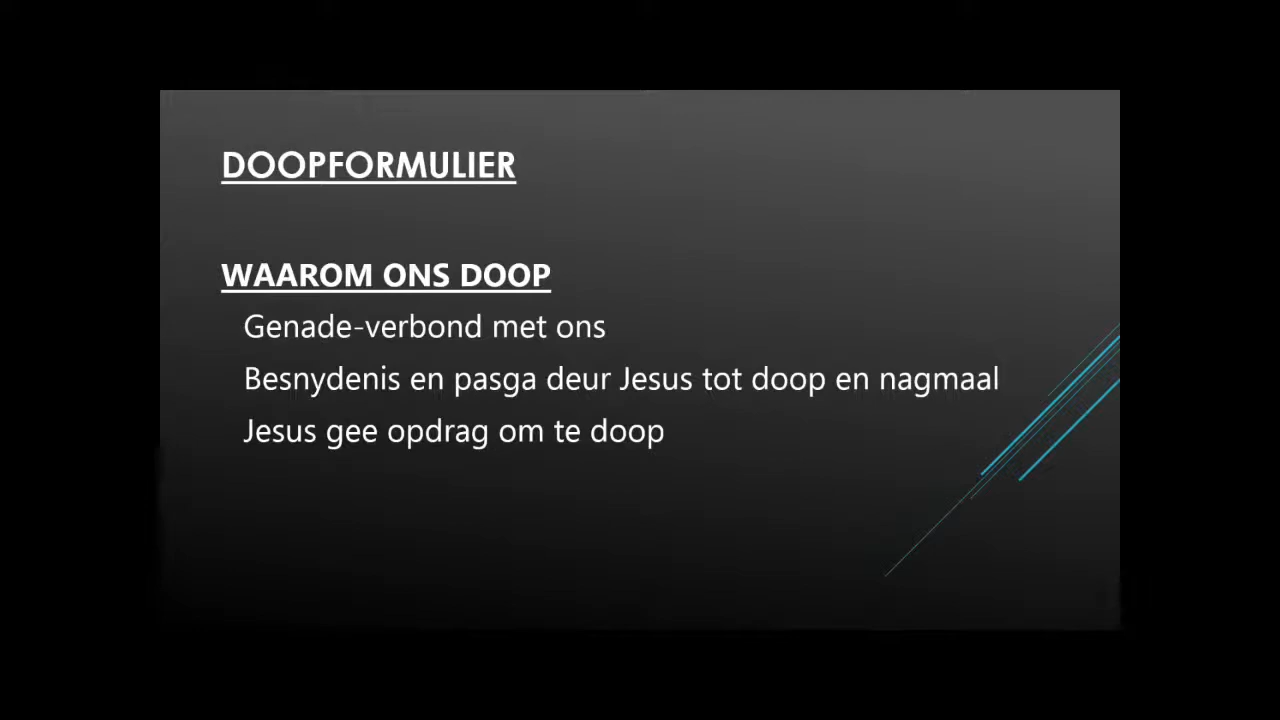 DOOPFORMULIER
WAAROM ONS DOOP
Genade-verbond met ons
Besnydenis en pasga deur Jesus tot doop en nagmaal
Jesus gee opdrag om te doop